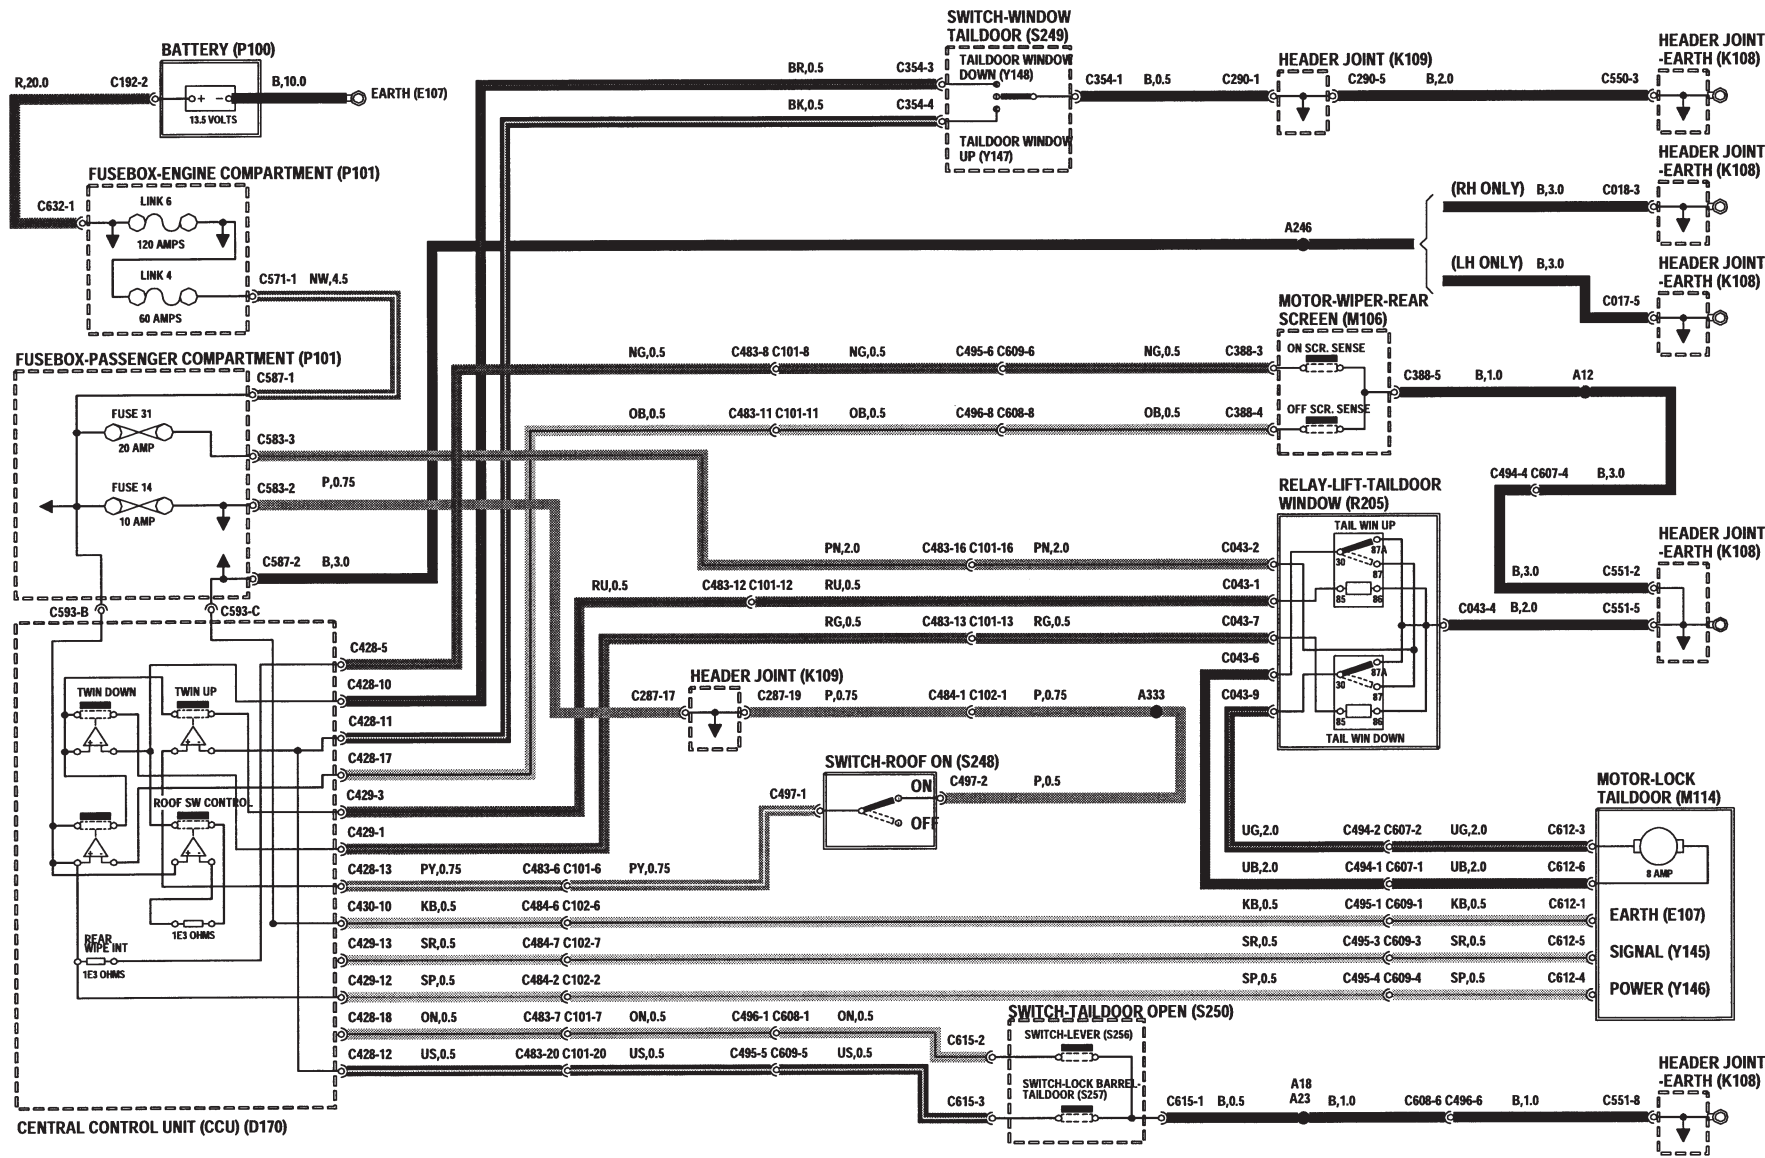 SWITCH-WINDOW
TAILDOOR (S249)
TAILDOOR WINDOW
DOWN (Y148)
TAILDOOR WINDOW
UP (Y147)
BATTERY (P100)
R,20.0
C192-2
B,10.0
EARTH (E107)
+ -
13.5 VOLTS
BR,0.5
C354-3
BK,0.5
C354-4
C354-1
B,0.5
C290-1
HEADER JOINT (K109)
C290-5
B,2.0
C550-3
HEADER JOINT
-EARTH (K108)
HEADER JOINT
-EARTH (K108)
(RH ONLY)
B,3.0
C018-3
A246
(LH ONLY)
B,3.0
C017-5
HEADER JOINT
-EARTH (K108)
FUSEBOX-ENGINE COMPARTMENT (P101)
C632-1
LINK 6
120 AMPS
LINK 4
60 AMPS
C571-1
NW,4.5
FUSEBOX-PASSENGER COMPARTMENT (P101)
C587-1
FUSE 31
20 AMP
C583-3
FUSE 14
10 AMP
C583-2
P,0.75
C587-2
B,3.0
C593-B
C593-C
MOTOR-WIPER-REAR
SCREEN (M106)
ON SCR. SENSE
OFF SCR. SENSE
NG,0.5
C483-8 C101-8
NG,0.5
C495-6 C609-6
NG,0.5
C388-3
OB,0.5
C483-11 C101-11
OB,0.5
C496-8 C608-8
OB,0.5
C388-4
C388-5
B,1.0
A12
C494-4 C607-4
B,3.0
RELAY-LIFT-TAILDOOR
WINDOW (R205)
TAIL WIN UP
87A
30
87
85
86
87A
30
87
85
86
TAIL WIN DOWN
HEADER JOINT
-EARTH (K108)
B,3.0
C551-2
C043-4
B,2.0
C551-5
PN,2.0
C483-16 C101-16
PN,2.0
C043-2
RU,0.5
C483-12 C101-12
RU,0.5
C043-1
RG,0.5
C483-13 C101-13
RG,0.5
C043-7
C043-6
C043-9
HEADER JOINT (K109)
C287-17
C287-19
P,0.75
C484-1 C102-1
P,0.75
A333
SWITCH-ROOF ON (S248)
C497-1
ON
OFF
C497-2
P,0.5
C428-5
C428-10
C428-11
C428-17
C429-3
C429-1
TWIN DOWN
TWIN UP
- +
- +
ROOF SW CONTROL
- +
- +
1E3 OHMS
REAR
WIPE INT
1E3 OHMS
CENTRAL CONTROL UNIT (CCU) (D170)
C428-13
PY,0.75
C483-6 C101-6
PY,0.75
C430-10
KB,0.5
C484-6 C102-6
KB,0.5
C495-1 C609-1
KB,0.5
C612-1
C429-13
SR,0.5
C484-7 C102-7
SR,0.5
C495-3 C609-3
SR,0.5
C612-5
C429-12
SP,0.5
C484-2 C102-2
SP,0.5
C495-4 C609-4
SP,0.5
C612-4
C428-18
ON,0.5
C483-7 C101-7
ON,0.5
C496-1 C608-1
ON,0.5
C615-2
C428-12
US,0.5
C483-20 C101-20
US,0.5
C495-5 C609-5
US,0.5
C615-3
MOTOR-LOCK
TAILDOOR (M114)
UG,2.0
C494-2 C607-2
UG,2.0
C612-3
UB,2.0
C494-1 C607-1
UB,2.0
C612-6
8 AMP
EARTH (E107)
SIGNAL (Y145)
POWER (Y146)
SWITCH-TAILDOOR OPEN (S250)
SWITCH-LEVER (S256)
SWITCH-LOCK BARREL-
TAILDOOR (S257)
C615-1
B,0.5
A18
A23
B,1.0
C608-6 C496-6
B,1.0
C551-8
HEADER JOINT
-EARTH (K108)